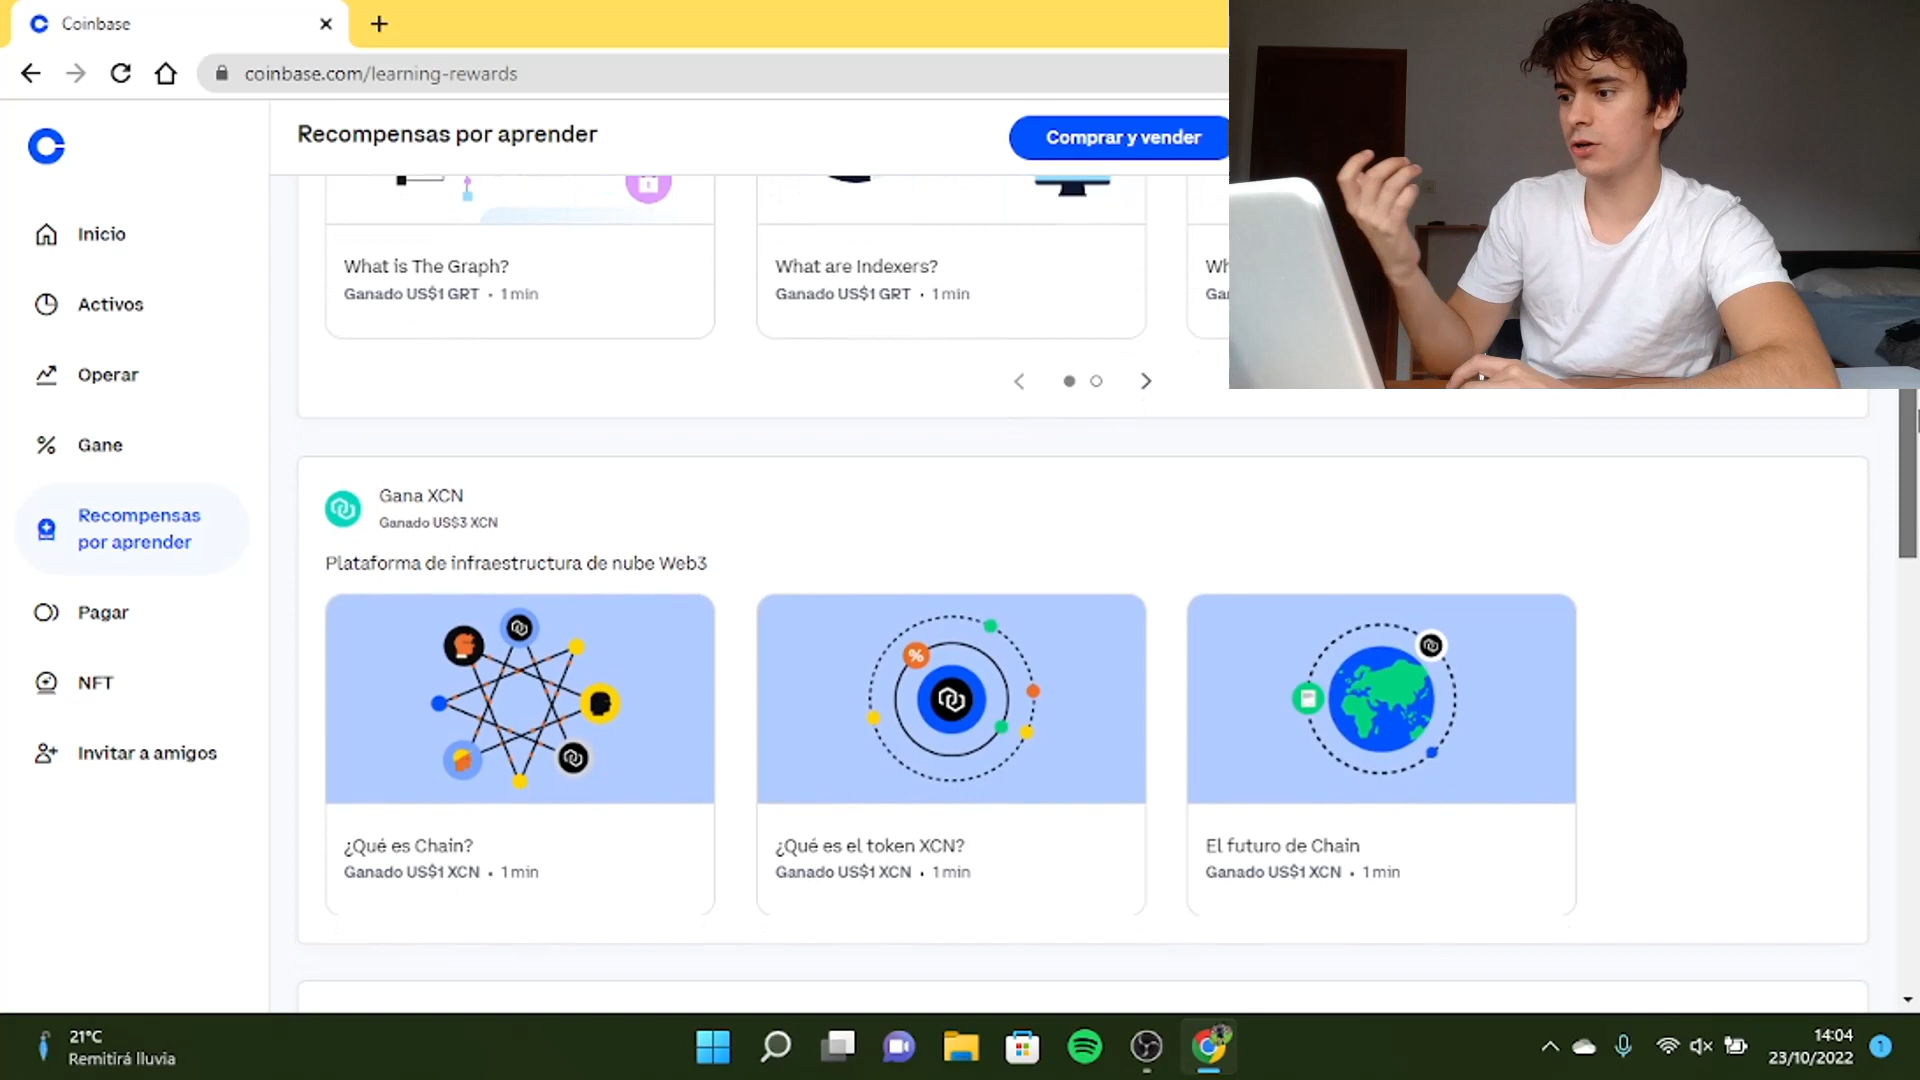 Coinbase
coinbase.com/learning-rewards
Recompensas por aprender
Comprar y vender
Inicio
Activos
Operar
Gane
Recompensas
por aprender
Pagar
NFT
Invitar a amigos
What is The Graph?
Ganado US$1 GRT • 1 min
What are Indexers?
Ganado US$1 GRT • 1 min
Gana XCN
Ganado US$3 XCN
Plataforma de infraestructura de nube Web3
%
¿Qué es Chain?
Ganado US$1 XCN • 1 min
¿Qué es el token XCN?
Ganado US$1 XCN • 1 min
El futuro de Chain
Ganado US$1 XCN • 1 min
21°C
Remitirá lluvia
14:04
23/10/2022
1